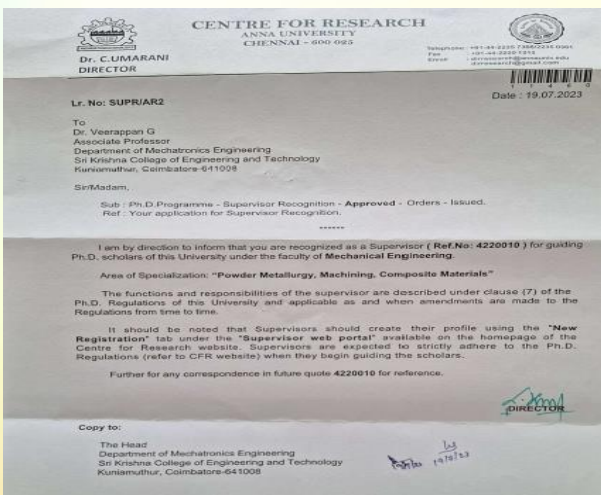 CENTRE FOR RESEARCH
ANNA UNIVERSITY
CHENNAI - 600 025
Dr. C.UMARANI
DIRECTOR
Lr. No: SUPR/AR2
Date : 19.07.2023
To
Dr. Veerappan G
Associate Professor
Department of Mechatronics Engineering
Sri Krishna College of Engineering and Technology
Kuniamuthur, Coimbatore-641008
Sir/Madam,
Sub : Ph.D.Programme - Supervisor Recognition - Approved - Orders - Issued.
Ref : Your application for Supervisor Recognition.
******
I am by direction to inform that you are recognized as a Supervisor ( Ref.No: 4220010 ) for guiding
Ph.D. scholars of this University under the faculty of Mechanical Engineering.
Area of Specialization: "Powder Metallurgy, Machining, Composite Materials"
The functions and responsibilities of the supervisor are described under clause (7) of the
Ph.D. Regulations of this University and applicable as and when amendments are made to the
Regulations from time to time.
It should be noted that Supervisors should create their profile using the "New
Registration" tab under the "Supervisor web portal" available on the homepage of the
Centre for Research website. Supervisors are expected to strictly adhere to the Ph.D.
Regulations (refer to CFR website) when they begin guiding the scholars.
Further for any correspondence in future quote 4220010 for reference.
DIRECTOR
Copy to:
The Head
Department of Mechatronics Engineering
Sri Krishna College of Engineering and Technology
Kuniamuthur, Coimbatore-641008